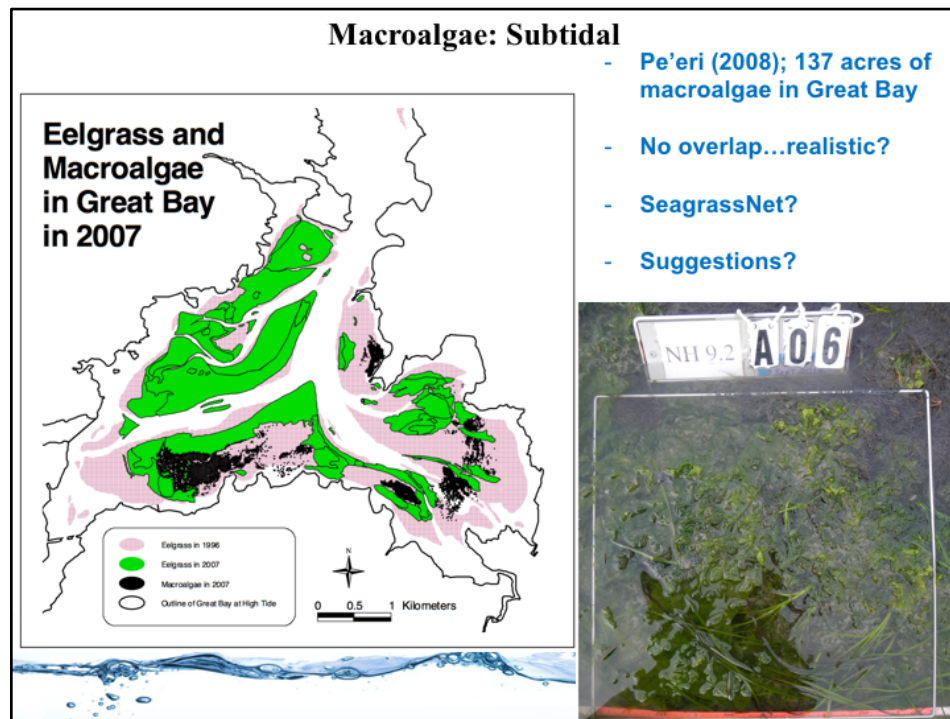 Macroalgae: Subtidal
- Pe'eri (2008); 137 acres of
macroalgae in Great Bay
- No overlap…realistic?
- SeagrassNet?
- Suggestions?
Eelgrass and
Macroalgae
in Great Bay
in 2007
Eelgrass in 1996
Eelgrass in 2007
Macroalgae in 2007
Outline of Great Bay at High Tide
N
0 0.5 1 Kilometers
NH 9.2 A 0 6